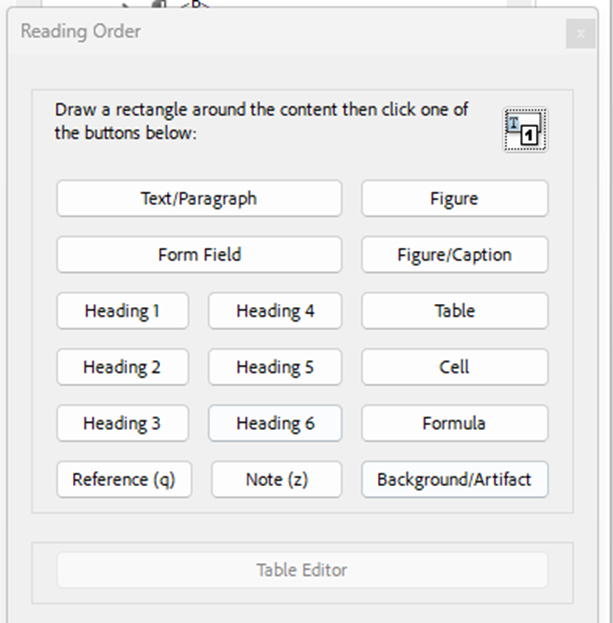 <P>
Reading Order
x
Draw a rectangle around the content then click one of
the buttons below:
1
Text/Paragraph Figure
Form Field Figure/Caption
Heading 1 Heading 4 Table
Heading 2 Heading 5 Cell
Heading 3 Heading 6 Formula
Reference (q) Note (z) Background/Artifact
Table Editor